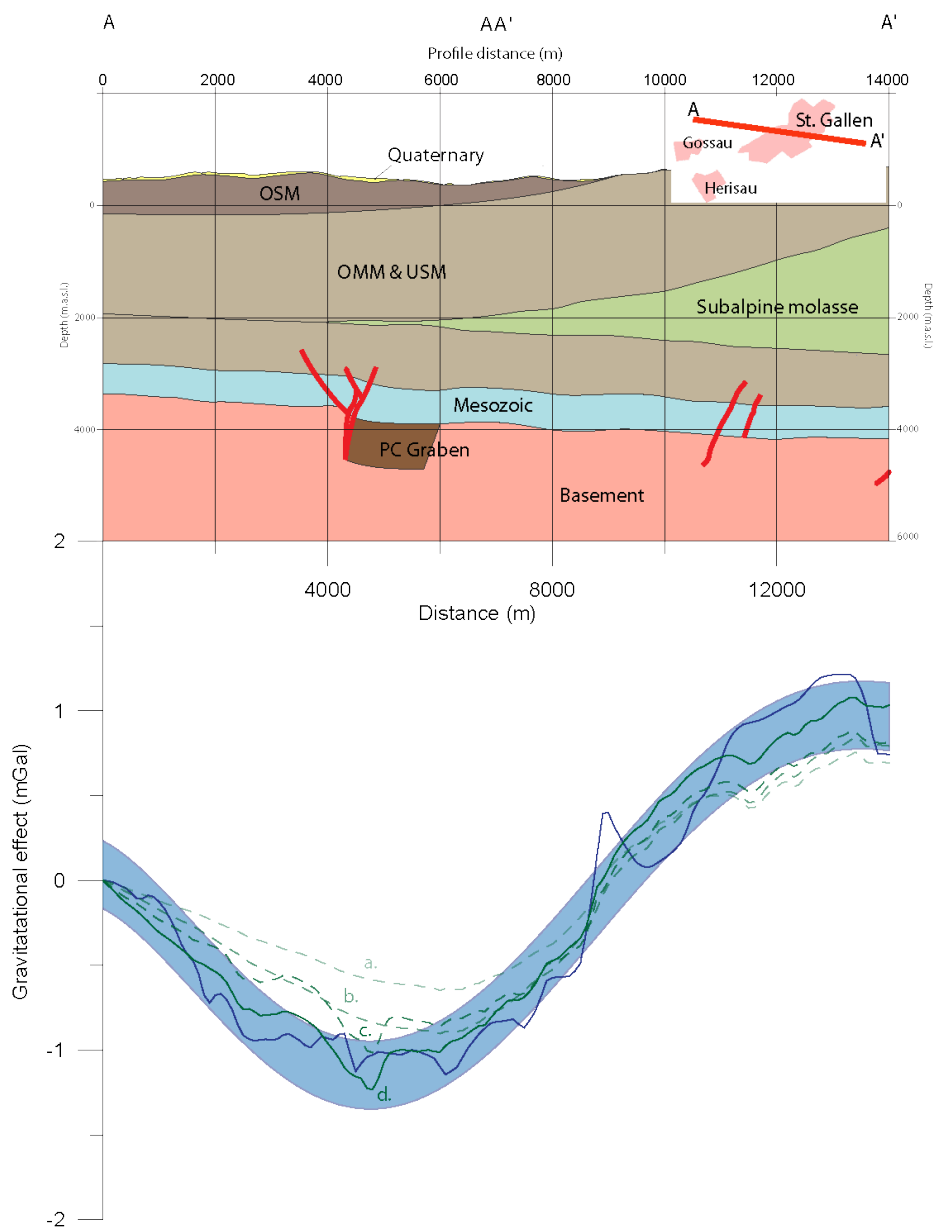 A AA' A'
Profile distance (m)
0 2000 4000 6000 8000 10000 12000 14000
A St. Gallen
Gossau A'
Quaternary
OSM Herisau
0 0
OMM & USM
Subalpine molasse
Depth (m.a.s.l.) 2000 2000 Depth (m.a.s.l.)
Mesozoic
4000 4000
PC Graben
Basement
2 6000
4000 8000 12000
Distance (m)
1
Gravitatational effect (mGal)
0
a.
b.
c.
-1
d.
-2